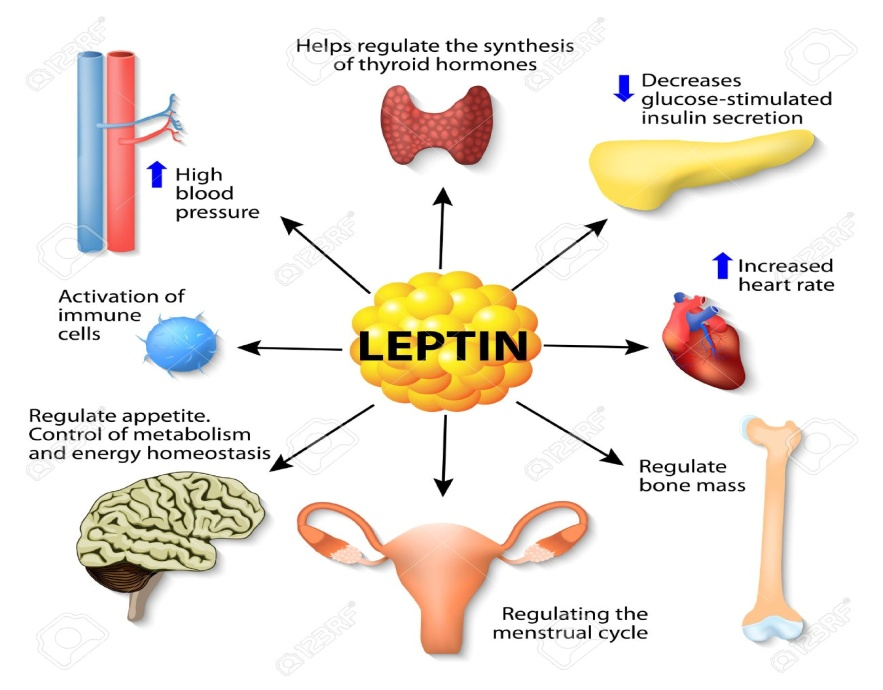 Helps regulate the synthesis
of thyroid hormones
Decreases
glucose-stimulated
insulin secretion
High
blood
pressure
Increased
heart rate
Activation of
immune
cells
LEPTIN
Regulate appetite.
Control of metabolism
and energy homeostasis
Regulate
bone mass
Regulating the
menstrual cycle
123RF